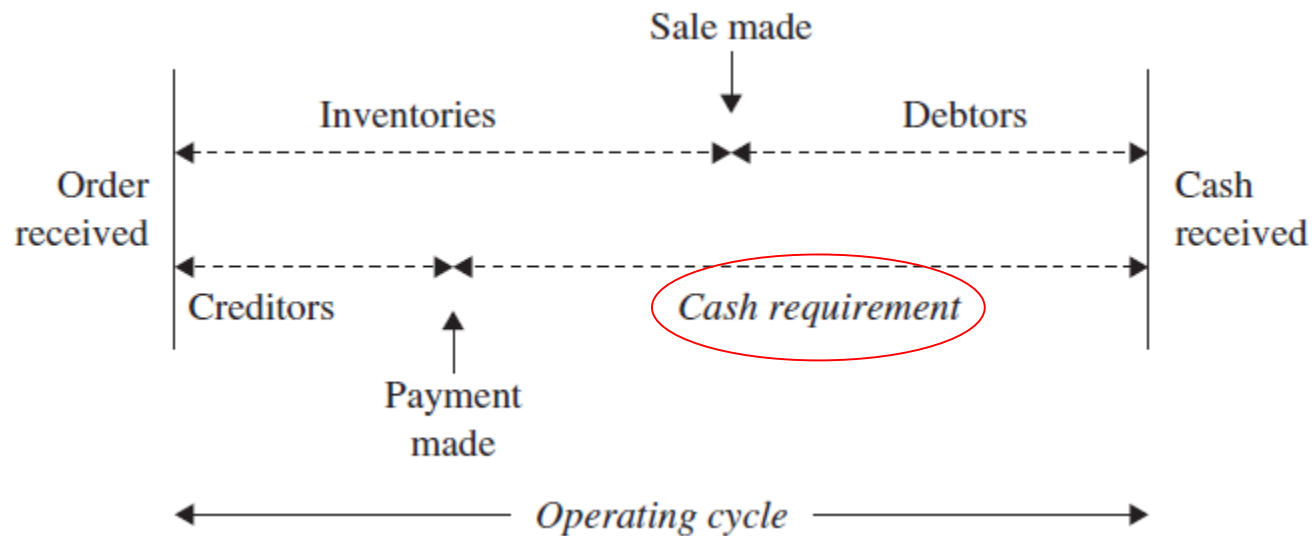 Sale made
Inventories
Debtors
Order
received
Cash
received
Creditors
Cash requirement
Payment
made
Operating cycle